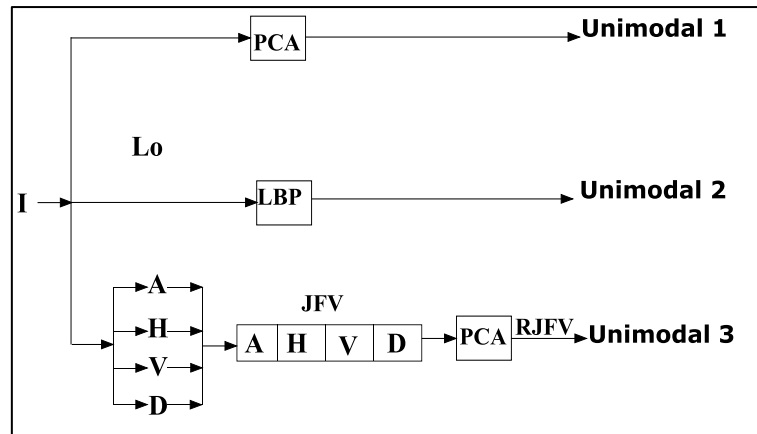 PCA
Unimodal 1
Lo
I
LBP
Unimodal 2
A
H
V
D
JFV
A H V D
PCA
RJFV
Unimodal 3